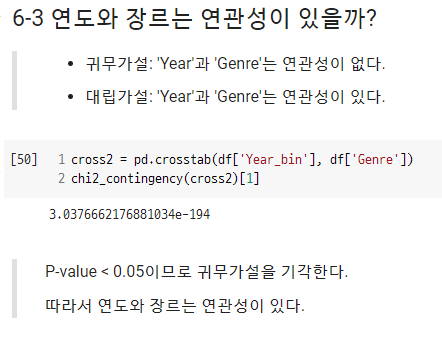 6-3 연도와 장르는 연관성이 있을까?
• 귀무가설: 'Year'과 'Genre'는 연관성이 없다.
• 대립가설: 'Year'과 'Genre'는 연관성이 있다.
[50] 1 cross2 = pd.crosstab(df['Year_bin'], df['Genre'])
2 chi2_contingency(cross2)[1]
3.0376662176881034e-194
P-value < 0.05이므로 귀무가설을 기각한다.
따라서 연도와 장르는 연관성이 있다.